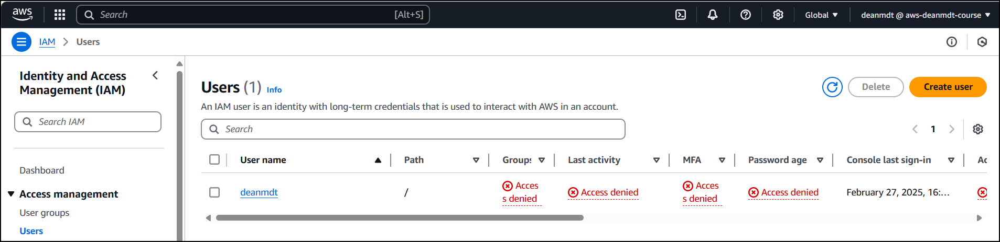 aws
Search
[Alt+S]
Global
deanmdt @ aws-deanmdt-course
IAM
Users
Identity and Access
Management (IAM)
Search IAM
Dashboard
Access management
User groups
Users
Users (1)
Info
Delete
Create user
An IAM user is an identity with long-term credentials that is used to interact with AWS in an account.
Search
1
User name
Path
Groups
Last activity
MFA
Password age
Console last sign-in
Ac
deanmdt
/
Acces
s denied
Access denied
Acces
s denied
Access denied
February 27, 2025, 16:...